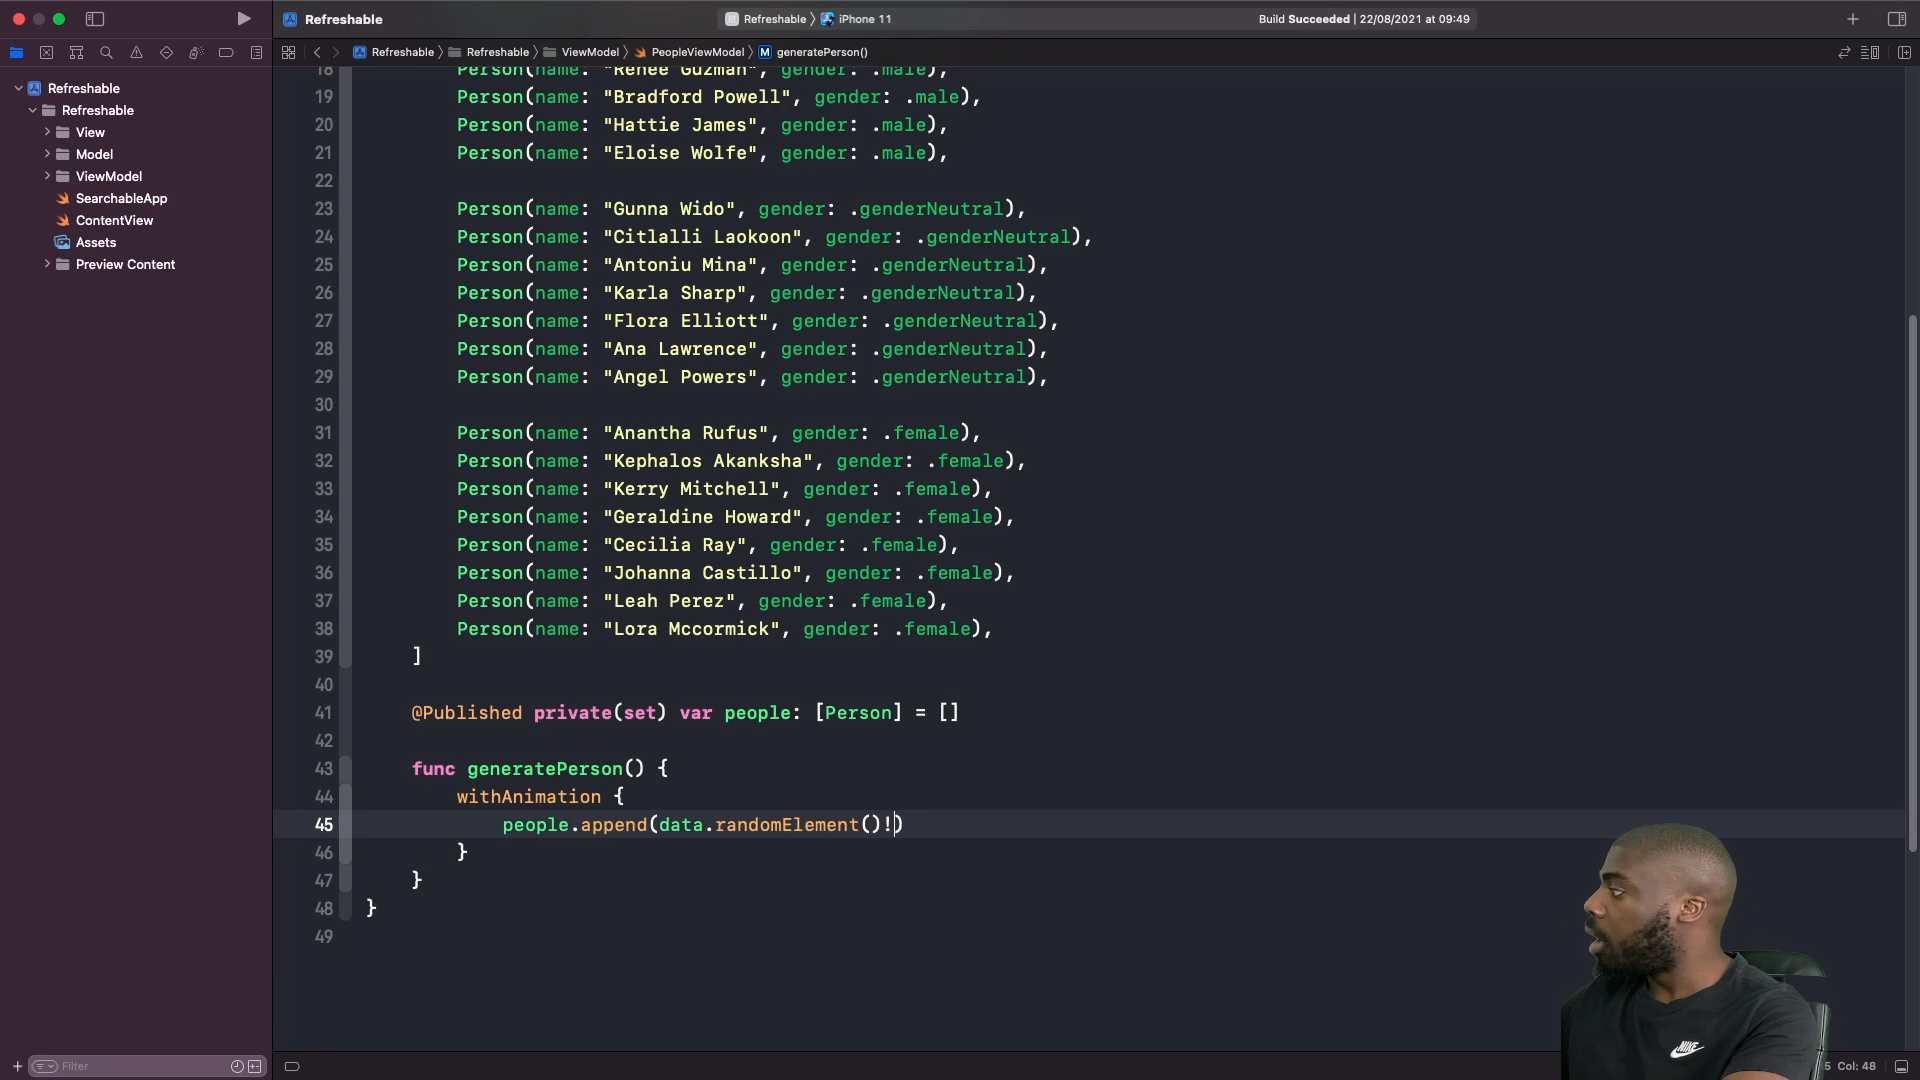 Refreshable
Refreshable
iPhone 11
Build Succeeded | 22/08/2021 at 09:49
Refreshable
Refreshable
ViewModel
PeopleViewModel
M generatePerson()
Refreshable
Refreshable
View
Model
ViewModel
SearchableApp
ContentView
Assets
Preview Content
18 Person(name: "Renee Guzman", gender: .male),
19 Person(name: "Bradford Powell", gender: .male),
20 Person(name: "Hattie James", gender: .male),
21 Person(name: "Eloise Wolfe", gender: .male),
22
23 Person(name: "Gunna Wido", gender: .genderNeutral),
24 Person(name: "Citlalli Laokoon", gender: .genderNeutral),
25 Person(name: "Antoniu Mina", gender: .genderNeutral),
26 Person(name: "Karla Sharp", gender: .genderNeutral),
27 Person(name: "Flora Elliott", gender: .genderNeutral),
28 Person(name: "Ana Lawrence", gender: .genderNeutral),
29 Person(name: "Angel Powers", gender: .genderNeutral),
30
31 Person(name: "Anantha Rufus", gender: .female),
32 Person(name: "Kephalos Akanksha", gender: .female),
33 Person(name: "Kerry Mitchell", gender: .female),
34 Person(name: "Geraldine Howard", gender: .female),
35 Person(name: "Cecilia Ray", gender: .female),
36 Person(name: "Johanna Castillo", gender: .female),
37 Person(name: "Leah Perez", gender: .female),
38 Person(name: "Lora Mccormick", gender: .female),
39 ]
40
41 @Published private(set) var people: [Person] = []
42
43 func generatePerson() {
44 withAnimation {
45 people.append(data.randomElement()!)
46 }
47 }
48 }
49
NIKE
Filter
5 Col: 48